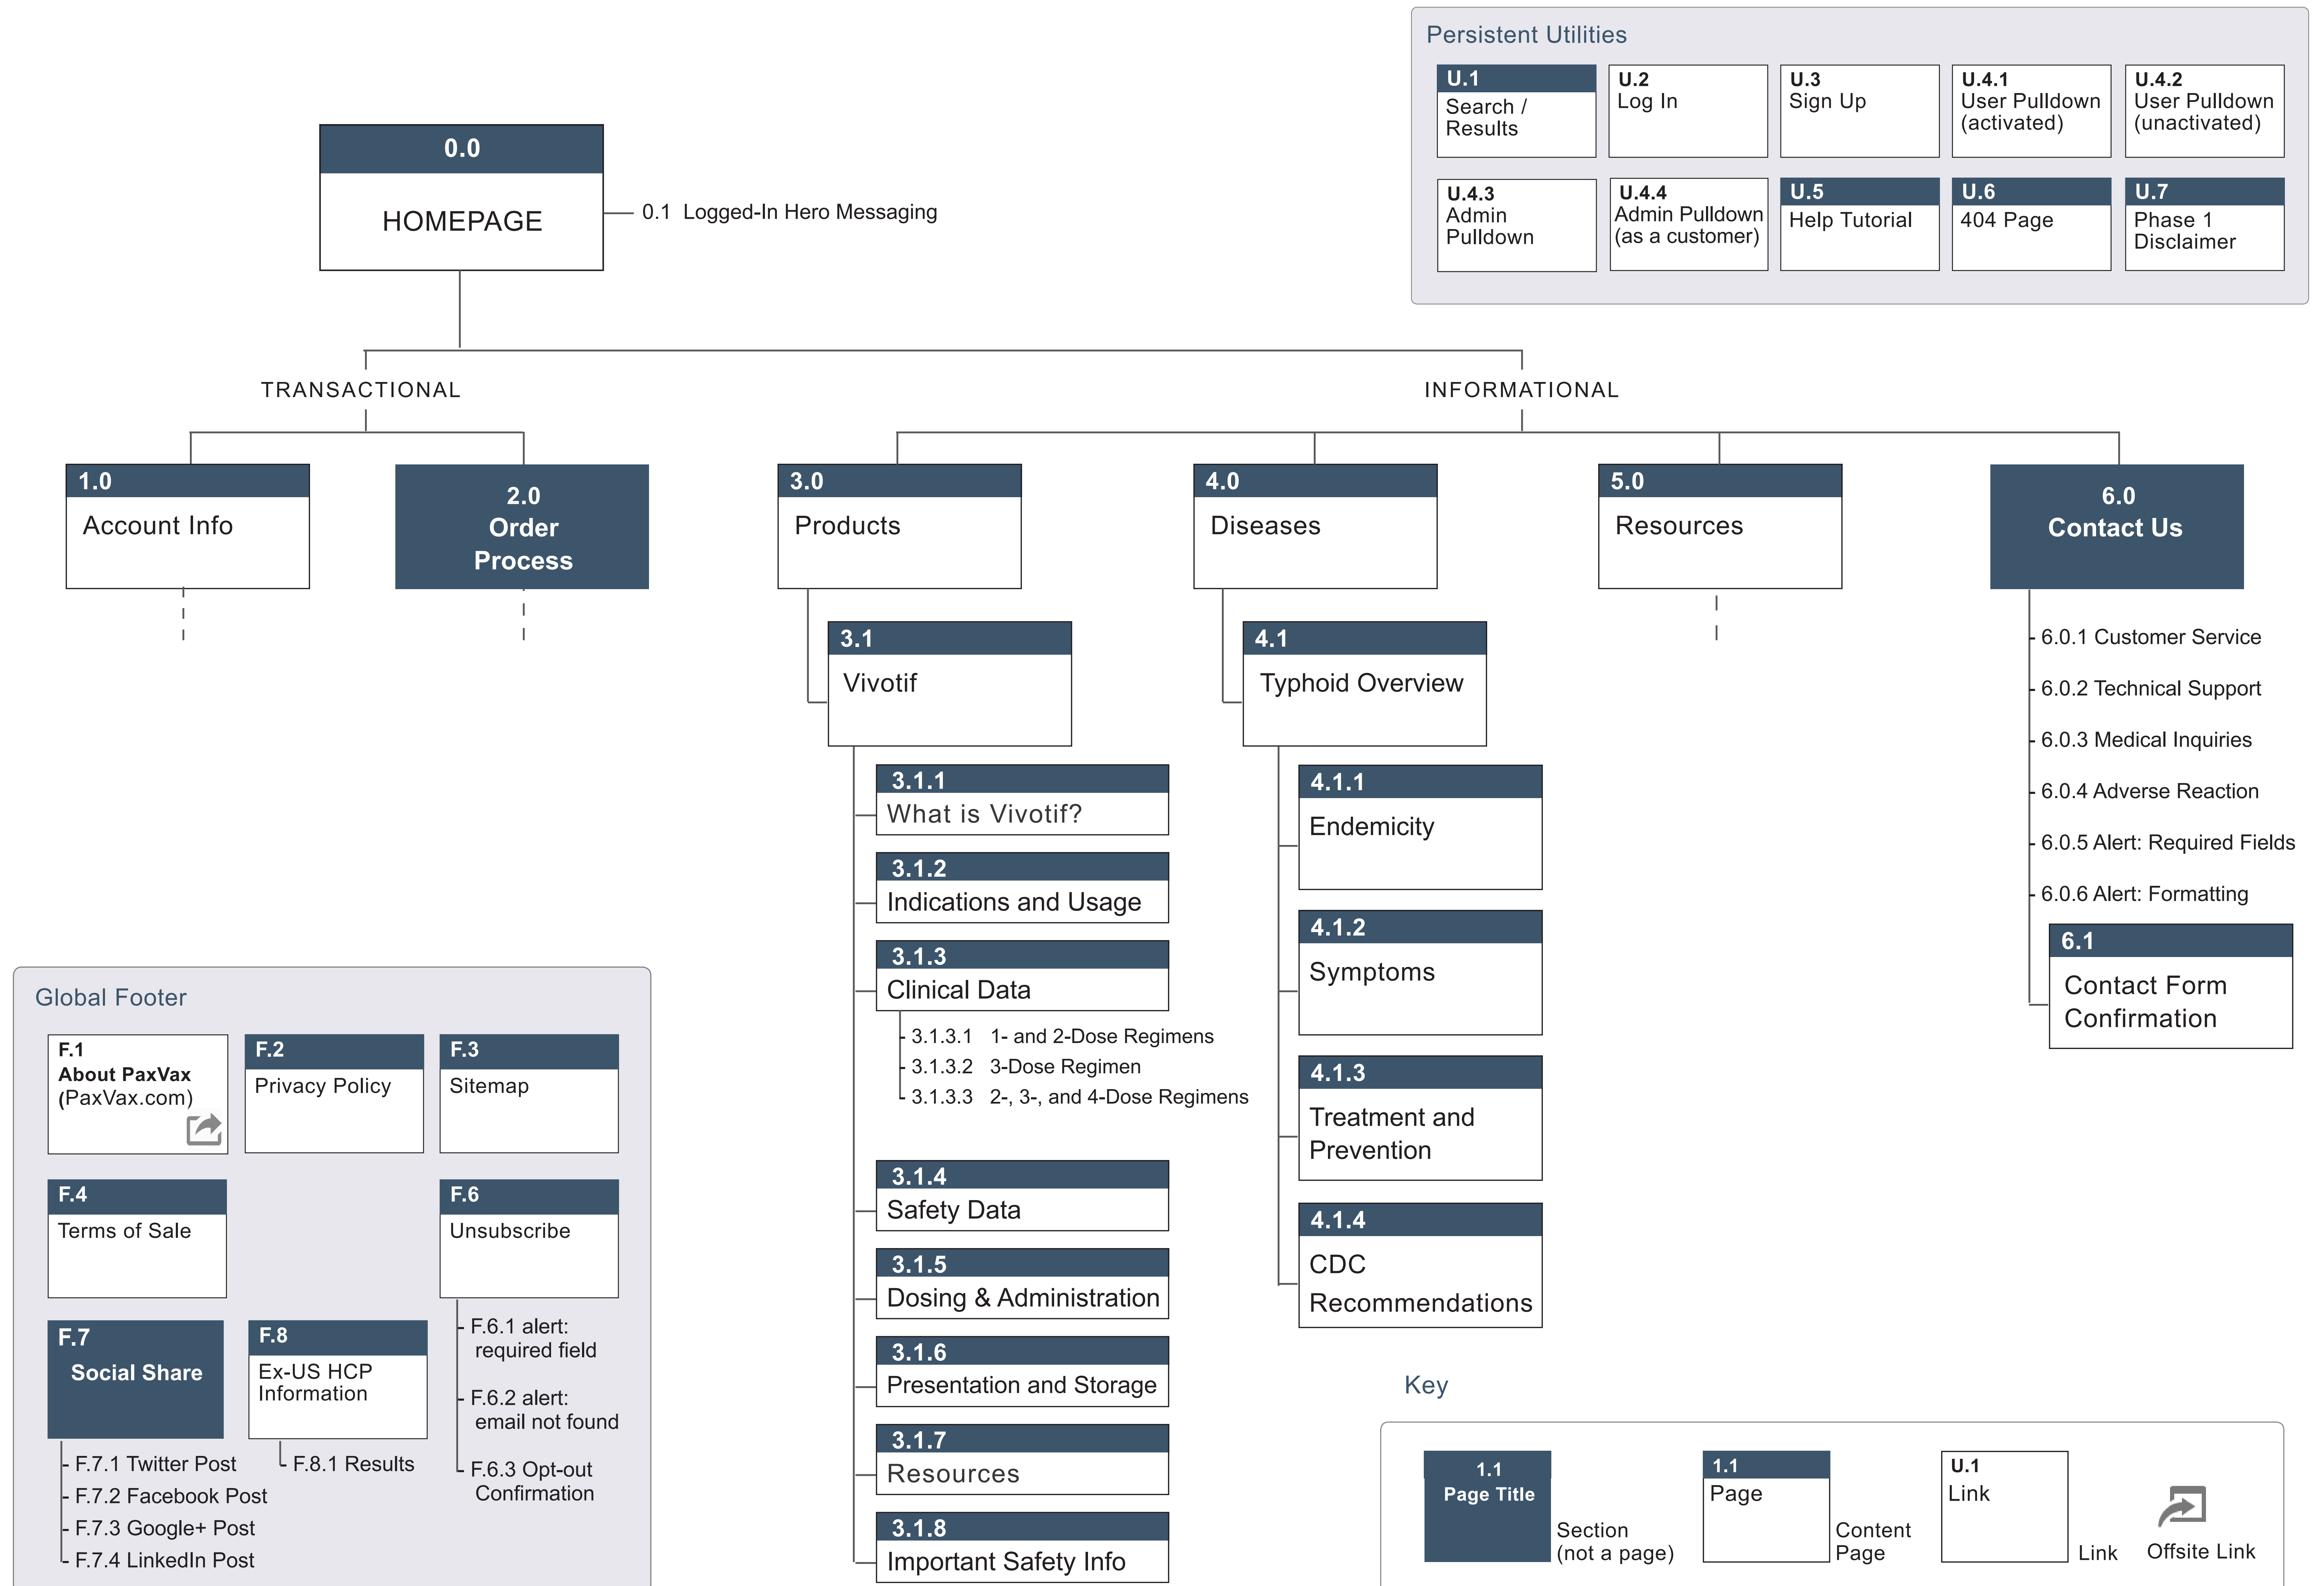 Persistent Utilities
U.1
Search /
Results
U.2
Log In
U.3
Sign Up
U.4.1
User Pulldown
(activated)
U.4.2
User Pulldown
(unactivated)
U.4.3
Admin
Pulldown
U.4.4
Admin Pulldown
(as a customer)
U.5
Help Tutorial
U.6
404 Page
U.7
Phase 1
Disclaimer
0.0
HOMEPAGE
0.1 Logged-In Hero Messaging
TRANSACTIONAL
INFORMATIONAL
1.0
Account Info
2.0
Order
Process
3.0
Products
3.1
Vivotif
3.1.1
What is Vivotif?
3.1.2
Indications and Usage
3.1.3
Clinical Data
3.1.3.1 1- and 2-Dose Regimens
3.1.3.2 3-Dose Regimen
3.1.3.3 2-, 3-, and 4-Dose Regimens
3.1.4
Safety Data
3.1.5
Dosing & Administration
3.1.6
Presentation and Storage
3.1.7
Resources
3.1.8
Important Safety Info
4.0
Diseases
4.1
Typhoid Overview
4.1.1
Endemicity
4.1.2
Symptoms
4.1.3
Treatment and
Prevention
4.1.4
CDC
Recommendations
5.0
Resources
6.0
Contact Us
6.0.1 Customer Service
6.0.2 Technical Support
6.0.3 Medical Inquiries
6.0.4 Adverse Reaction
6.0.5 Alert: Required Fields
6.0.6 Alert: Formatting
6.1
Contact Form
Confirmation
Global Footer
F.1
About PaxVax
(PaxVax.com)
F.2
Privacy Policy
F.3
Sitemap
F.4
Terms of Sale
F.6
Unsubscribe
F.6.1 alert:
required field
F.6.2 alert:
email not found
F.6.3 Opt-out
Confirmation
F.7
Social Share
F.7.1 Twitter Post
F.7.2 Facebook Post
F.7.3 Google+ Post
F.7.4 LinkedIn Post
F.8
Ex-US HCP
Information
F.8.1 Results
Key
1.1
Page Title
Section
(not a page)
1.1
Page
Content
Page
U.1
Link
Link
Offsite Link